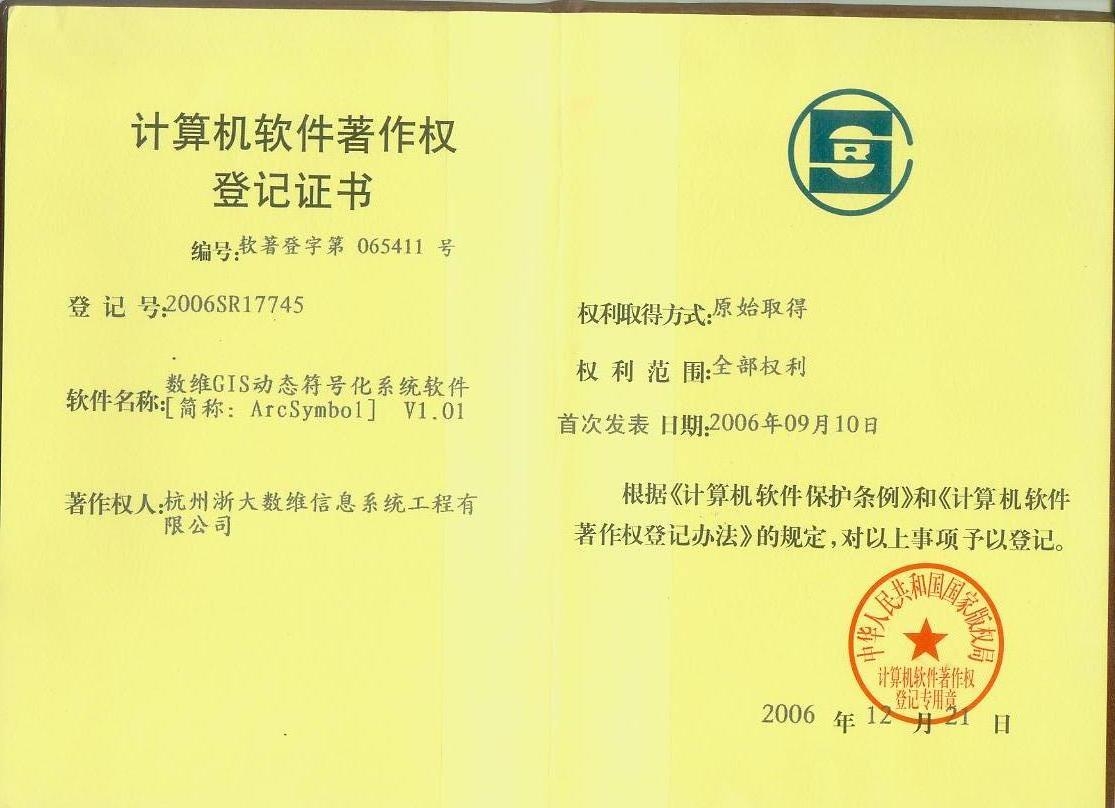 计算机软件著作权
登记证书
编号:软著登字第 065411 号
登 记 号:2006SR17745
软件名称:数维GIS动态符号化系统软件
[简称: ArcSymbol] V1.01
著作权人:杭州浙大数维信息系统工程有
限公司
SR
权利取得方式:原始取得
权 利 范 围:全部权利
首次发表 日期:2006年09月10日
根据《计算机软件保护条例》和《计算机软件
著作权登记办法》的规定,对以上事项予以登记。
中华人民共和国国家版权局
计算机软件著作权
登记专用章
2006 年 12 月 21 日